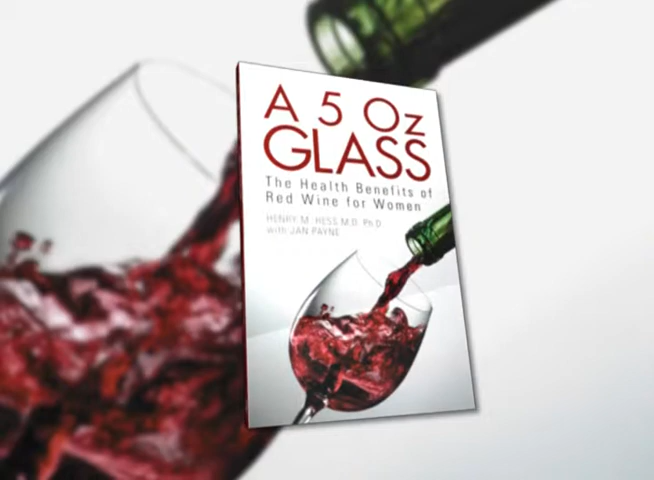 A 5 Oz
GLASS
The Health Benefits of
Red Wine for Women
HENRY M. HESS M.D. Ph.D
with JAN PAYNE